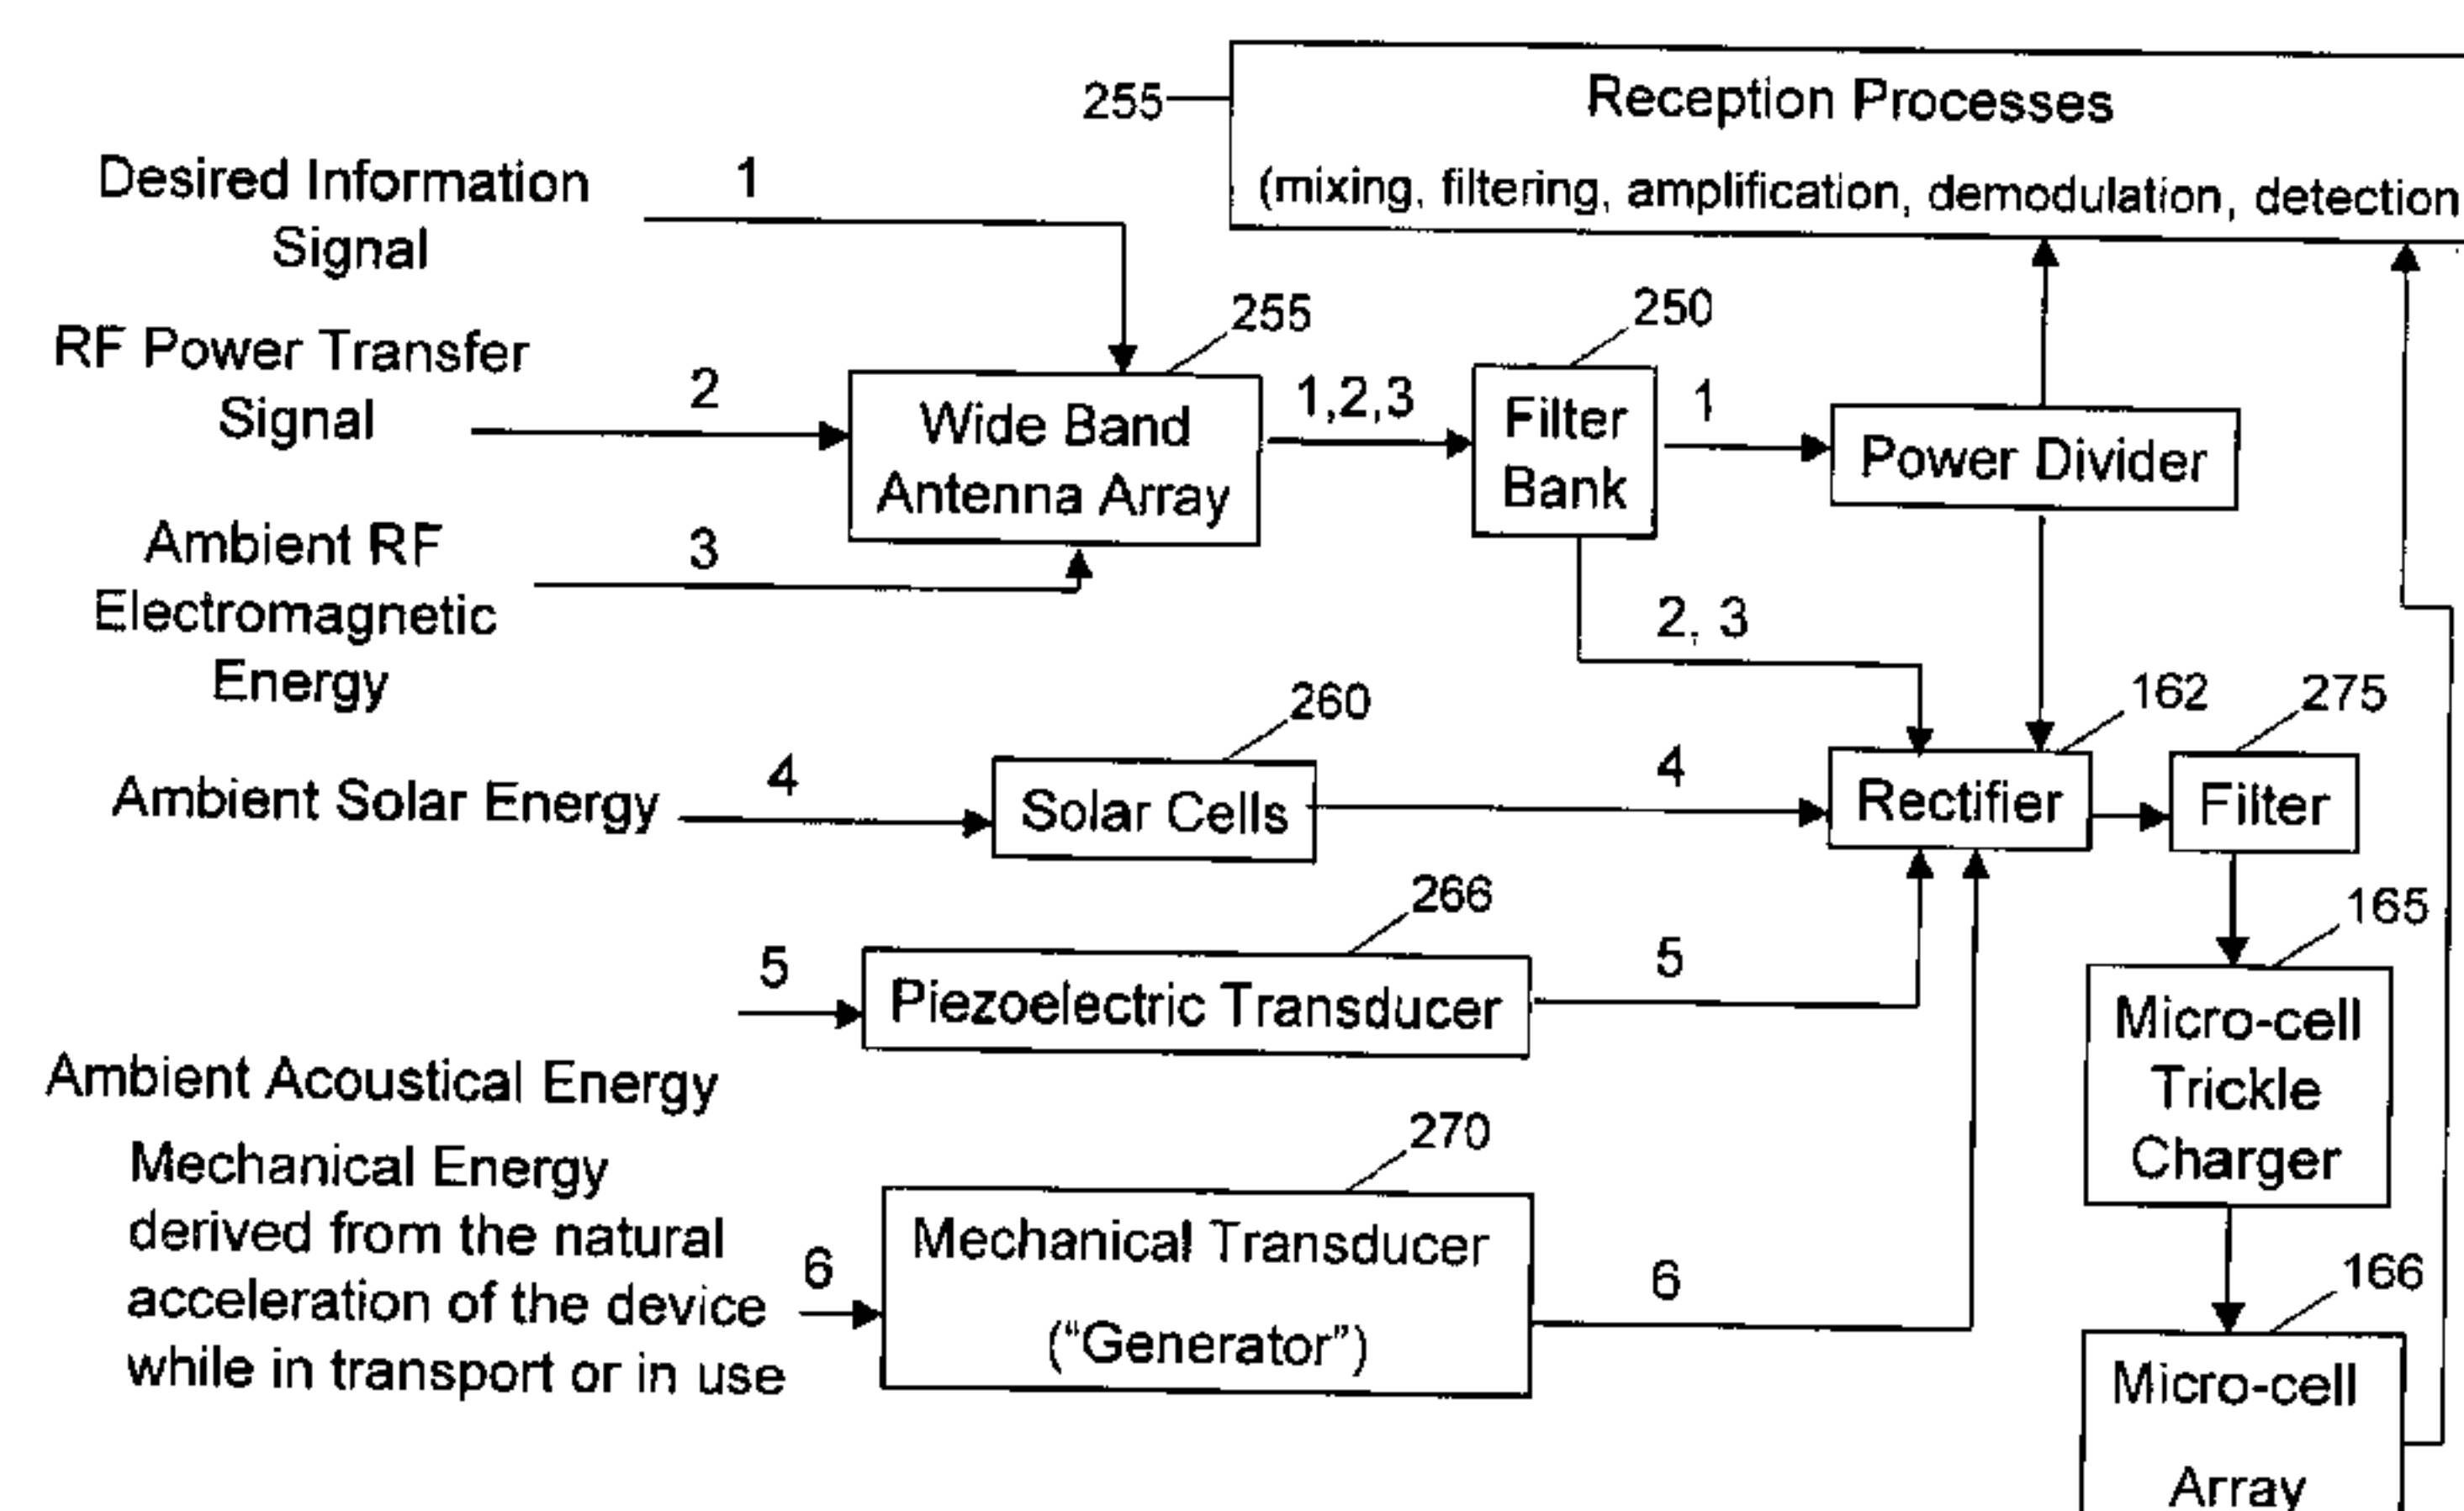 255
Reception Processes
(mixing, filtering, amplification, demodulation, detection
Desired Information
Signal
1
RF Power Transfer
Signal
2
255
Wide Band
Antenna Array
1,2,3
250
Filter
Bank
1
Power Divider
Ambient RF
Electromagnetic
Energy
3
2, 3
260
162
275
Ambient Solar Energy
4
Solar Cells
4
Rectifier
Filter
266
165
5
Piezoelectric Transducer
5
Ambient Acoustical Energy
Micro-cell
Trickle
Charger
270
Mechanical Energy
derived from the natural
acceleration of the device
while in transport or in use
6
Mechanical Transducer
("Generator")
6
166
Micro-cell
Array